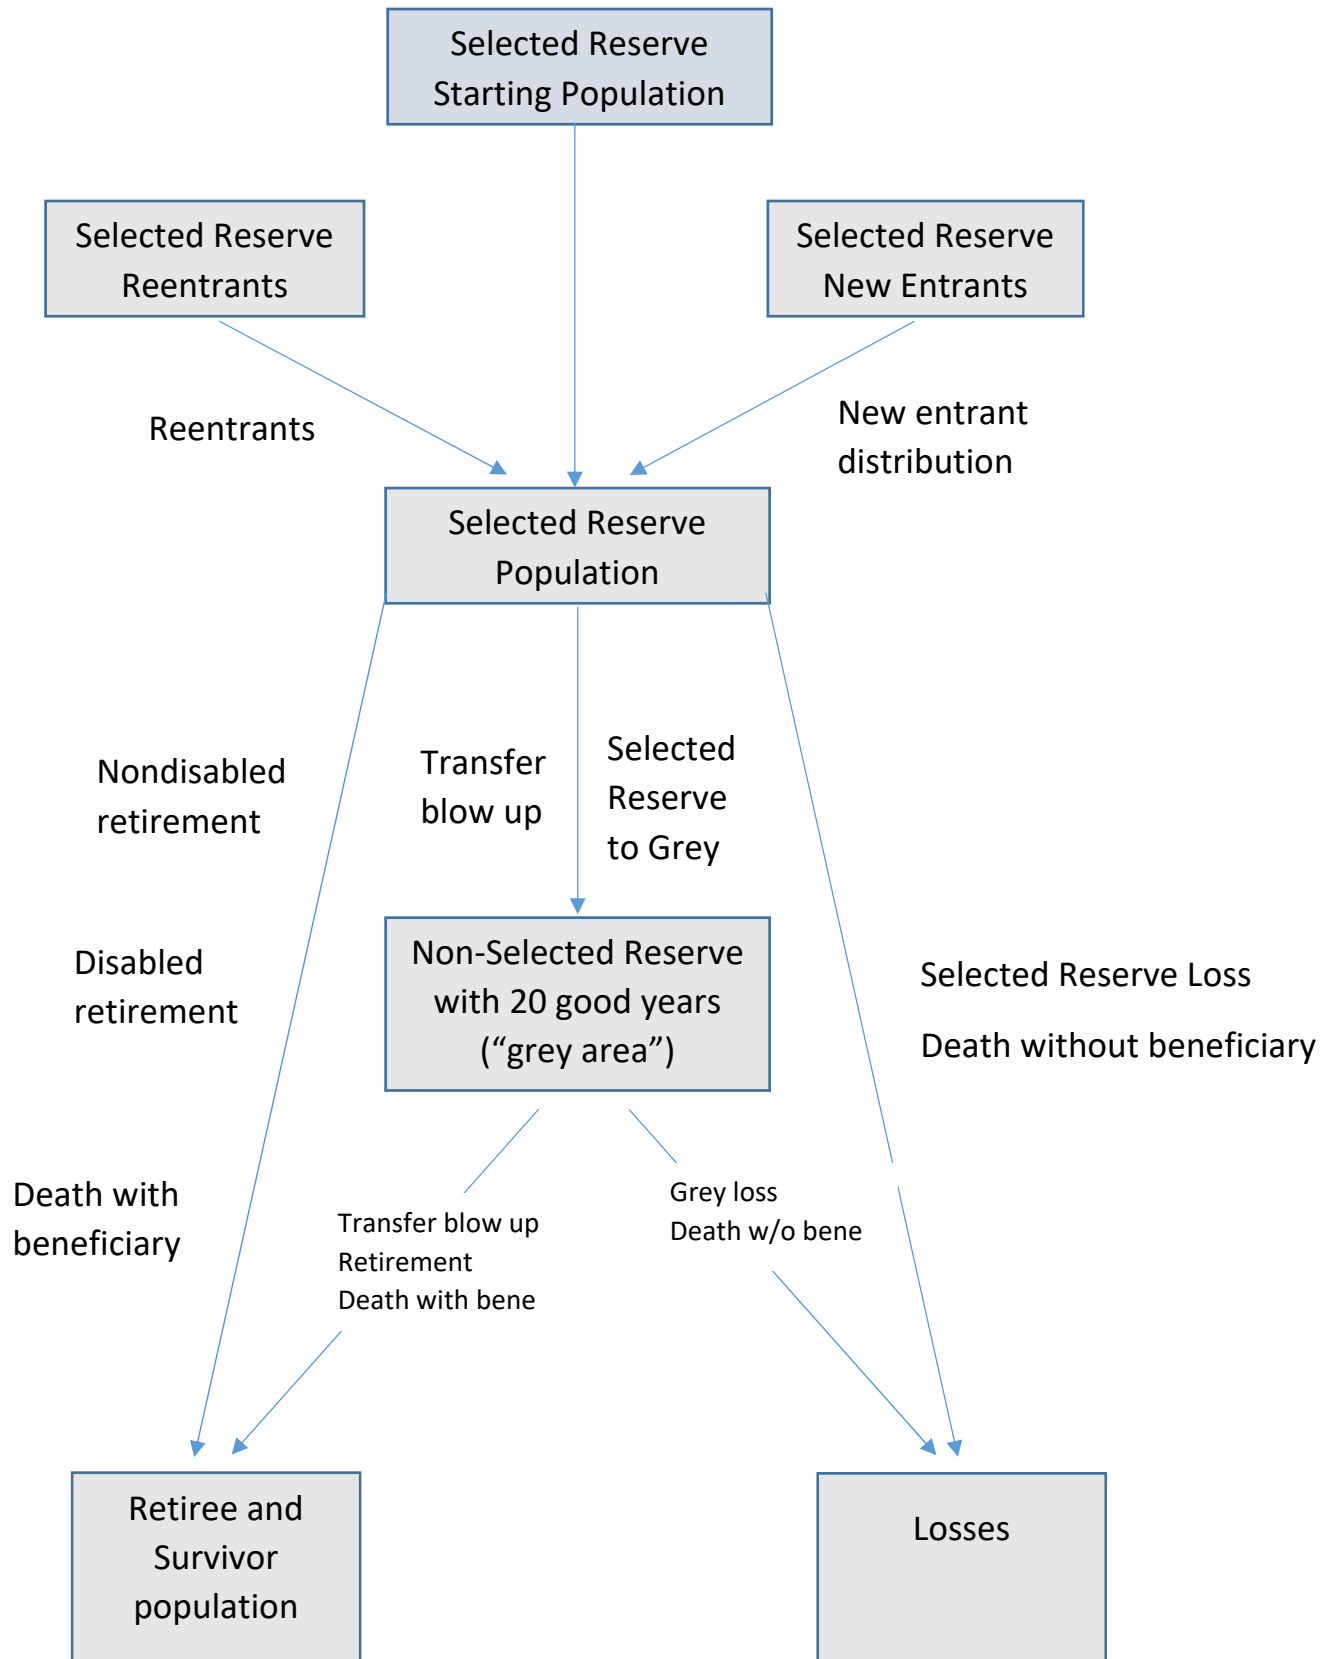 Selected Reserve
Starting Population
Selected Reserve
Reentrants
Selected Reserve
New Entrants
Reentrants
New entrant
distribution
Selected Reserve
Population
Nondisabled
retirement
Transfer
blow up
Selected
Reserve
to Grey
Disabled
retirement
Non-Selected Reserve
with 20 good years
(“grey area”)
Selected Reserve Loss
Death without beneficiary
Death with
beneficiary
Transfer blow up
Retirement
Death with bene
Grey loss
Death w/o bene
Retiree and
Survivor
population
Losses